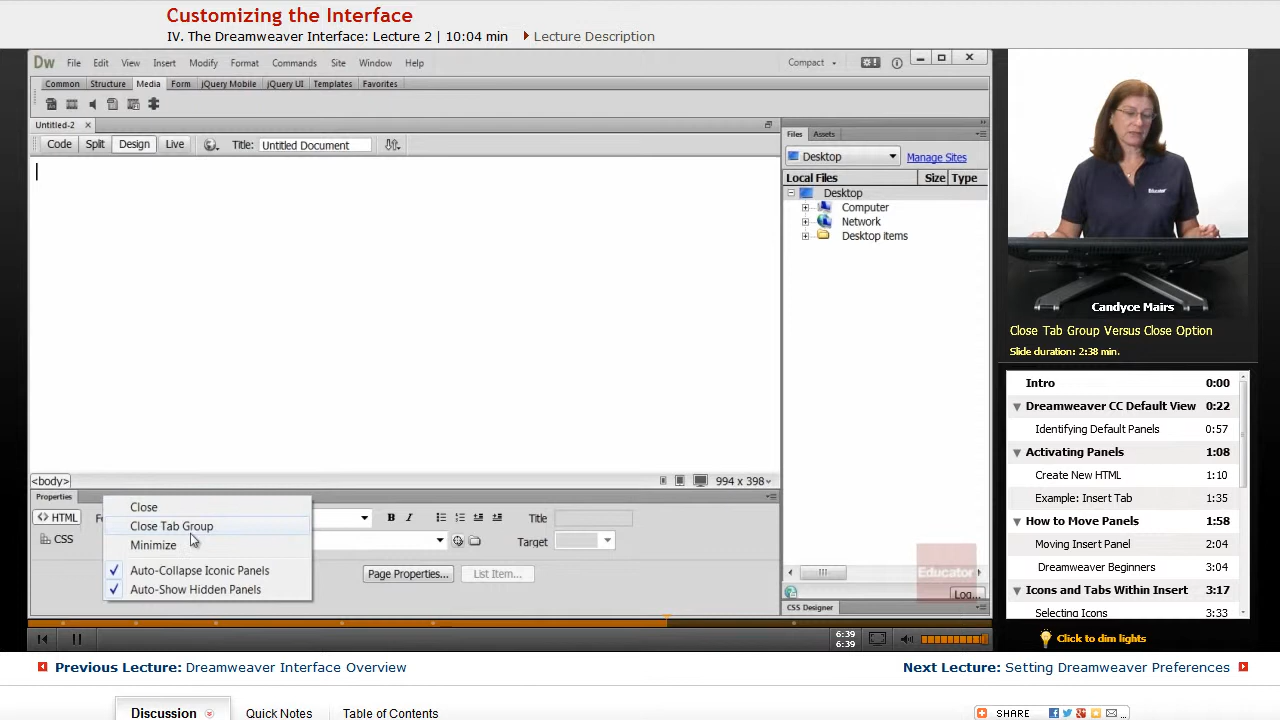 Customizing the Interface
IV. The Dreamweaver Interface: Lecture 2 | 10:04 min Lecture Description
Dw File Edit View Insert Modify Format Commands Site Window Help Compact
Common Structure Media Form jQuery Mobile jQuery UI Templates Favorites
Untitled-2
Code Split Design Live Title: Untitled Document
Files Assets
Desktop Manage Sites
Local Files Size Type
Desktop
Computer
Network
Desktop items
<body>
994 x 398
Properties
<> HTML
CSS
Close
Close Tab Group
Minimize
Auto-Collapse Iconic Panels
Auto-Show Hidden Panels
B I Title
Target
Page Properties... List Item...
Educator
Log...
CSS Designer
Educator
Candyce Mairs
Close Tab Group Versus Close Option
Slide duration: 2:38 min.
Intro 0:00
Dreamweaver CC Default View 0:22
Identifying Default Panels 0:57
Activating Panels 1:08
Create New HTML 1:10
Example: Insert Tab 1:35
How to Move Panels 1:58
Moving Insert Panel 2:04
Dreamweaver Beginners 3:04
Icons and Tabs Within Insert 3:17
Selecting Icons 3:33
6:39
6:39
Click to dim lights
Previous Lecture: Dreamweaver Interface Overview
Next Lecture: Setting Dreamweaver Preferences
Discussion Quick Notes Table of Contents
SHARE